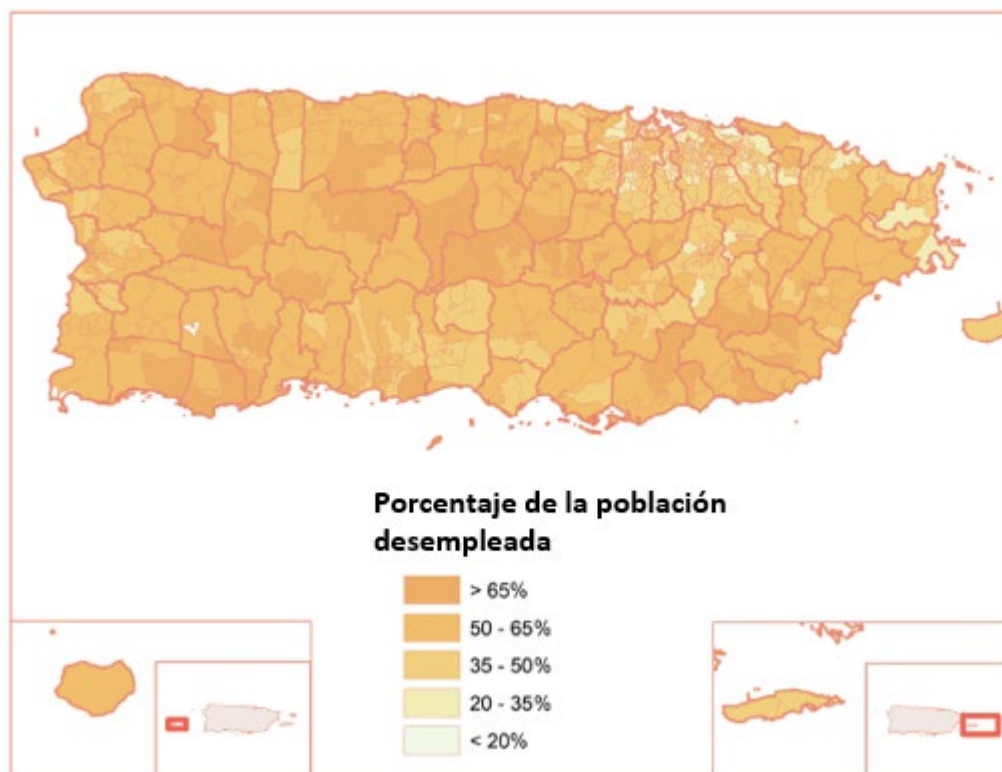 Porcentaje de la población
desempleada
> 65%
50 - 65%
35 - 50%
20 - 35%
< 20%